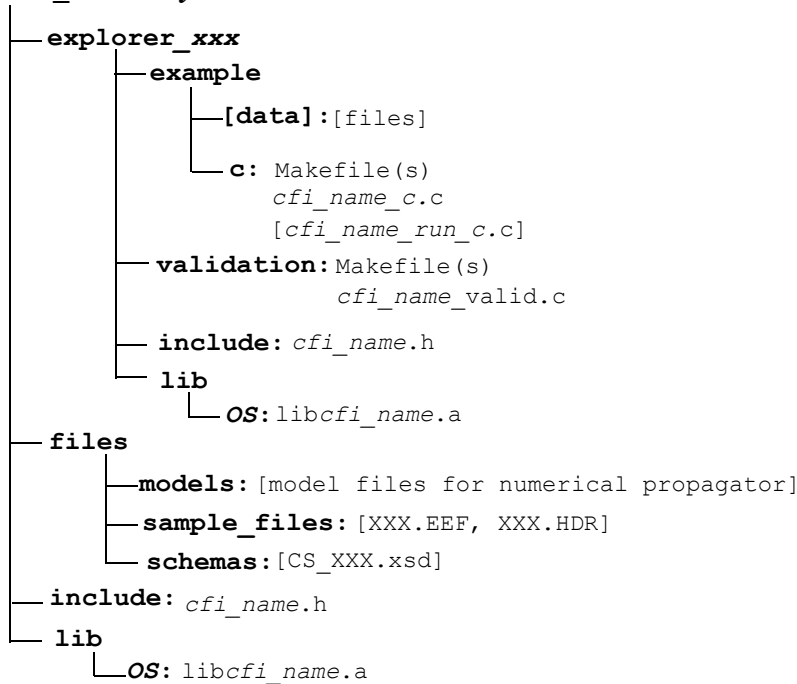 explorer_xxx
example
[data]:[files]
c: Makefile(s)
cfi_name_c.c
[cfi_name_run_c.c]
validation: Makefile(s)
cfi_name_valid.c
include: cfi_name.h
lib
OS: libcfi_name.a
files
models: [model files for numerical propagator]
sample_files: [XXX.EEF, XXX.HDR]
schemas: [CS_XXX.xsd]
include: cfi_name.h
lib
OS: libcfi_name.a